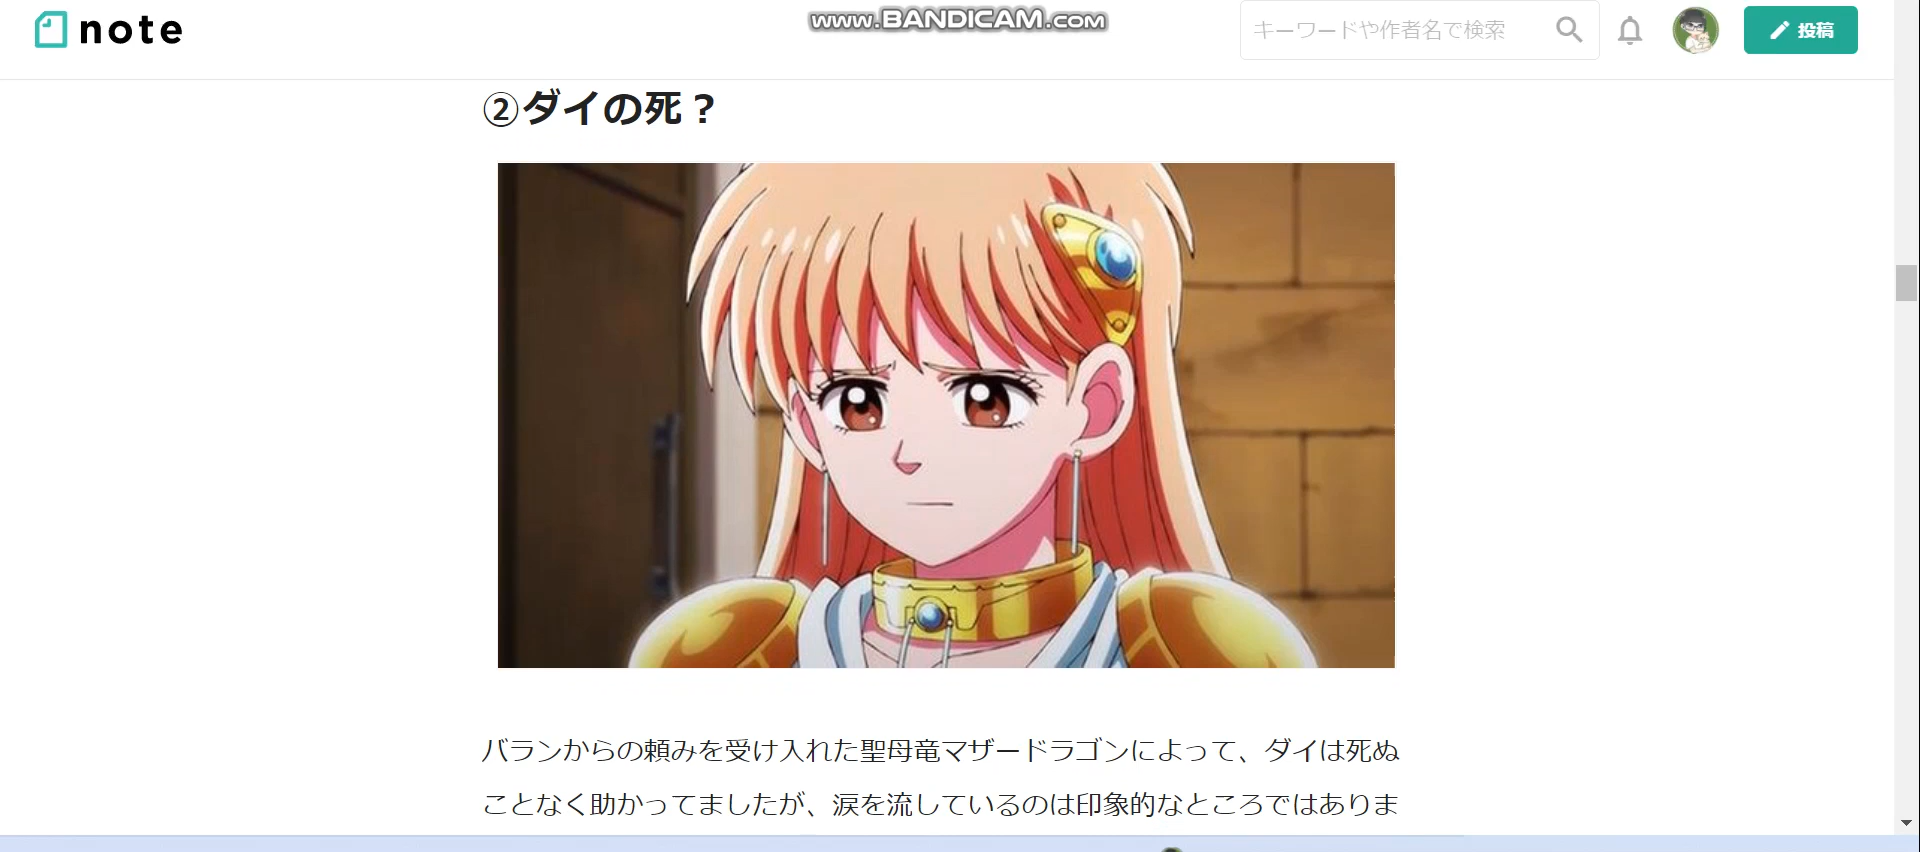 note
www.BANDICAM.com
キーワードや作者名で検索
投稿
②ダイの死？
バランからの頼みを受け入れた聖母竜マザードラゴンによって、ダイは死ぬ
ことなく助かってましたが、涙を流しているのは印象的なところではありま